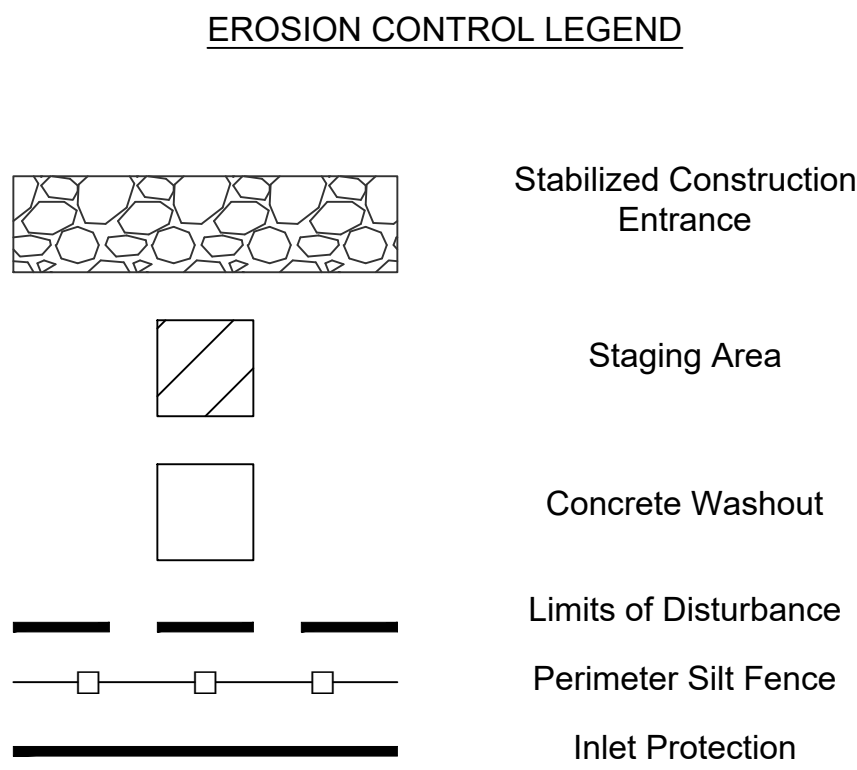 EROSION CONTROL LEGEND
Stabilized Construction
Entrance
Staging Area
Concrete Washout
Limits of Disturbance
Perimeter Silt Fence
Inlet Protection